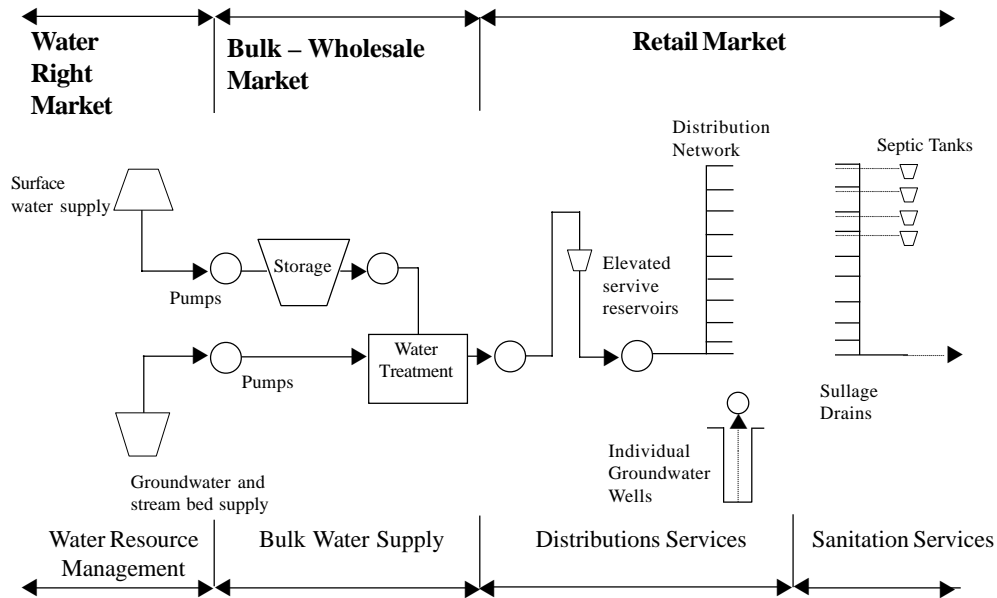 Water
Right
Market
Bulk – Wholesale
Market
Retail Market
Distribution
Network
Septic Tanks
Surface
water supply
Storage
Pumps
Elevated
servive
reservoirs
Water
Treatment
Pumps
Sullage
Drains
Individual
Groundwater
Wells
Groundwater and
stream bed supply
Water Resource
Management
Bulk Water Supply
Distributions Services
Sanitation Services